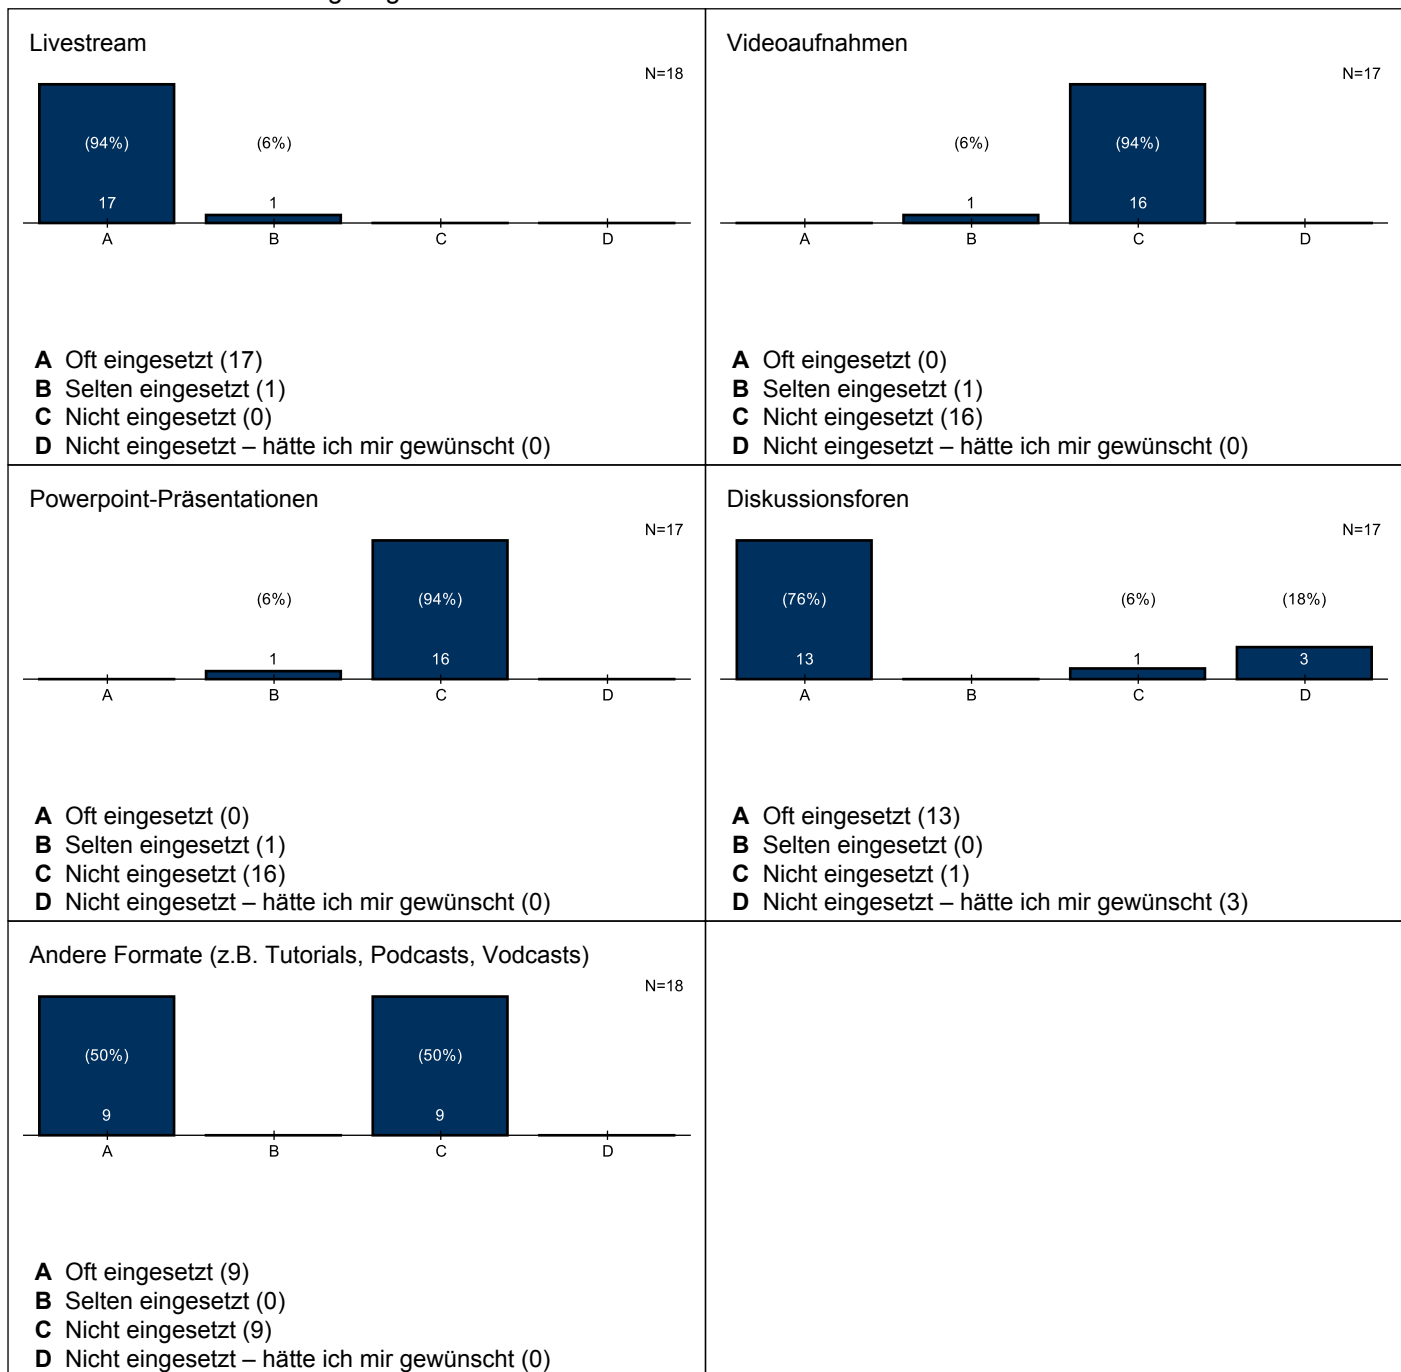 Livestream
N=18
(94%) (6%)
17 1
A B C D
A Oft eingesetzt (17)
B Selten eingesetzt (1)
C Nicht eingesetzt (0)
D Nicht eingesetzt – hätte ich mir gewünscht (0)
Videoaufnahmen
N=17
(6%) (94%)
1 16
A B C D
A Oft eingesetzt (0)
B Selten eingesetzt (1)
C Nicht eingesetzt (16)
D Nicht eingesetzt – hätte ich mir gewünscht (0)
Powerpoint-Präsentationen
N=17
(6%) (94%)
1 16
A B C D
A Oft eingesetzt (0)
B Selten eingesetzt (1)
C Nicht eingesetzt (16)
D Nicht eingesetzt – hätte ich mir gewünscht (0)
Diskussionsforen
N=17
(76%) (6%) (18%)
13 1 3
A B C D
A Oft eingesetzt (13)
B Selten eingesetzt (0)
C Nicht eingesetzt (1)
D Nicht eingesetzt – hätte ich mir gewünscht (3)
Andere Formate (z.B. Tutorials, Podcasts, Vodcasts)
N=18
(50%) (50%)
9 9
A B C D
A Oft eingesetzt (9)
B Selten eingesetzt (0)
C Nicht eingesetzt (9)
D Nicht eingesetzt – hätte ich mir gewünscht (0)